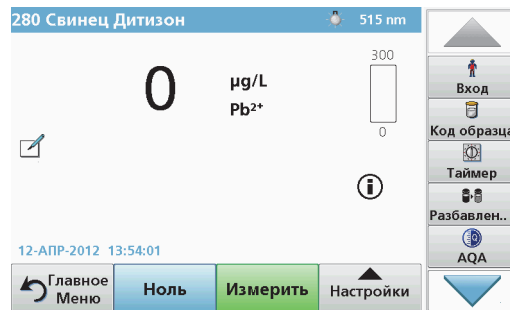 280 Свинец Дитизон
515 nm
300
0
µg/L
Pb²⁺
0
12-АПР-2012 13:54:01
Главное
Меню
Ноль
Измерить
Настройки
Вход
Код образца
Таймер
Разбавлен..
AQA